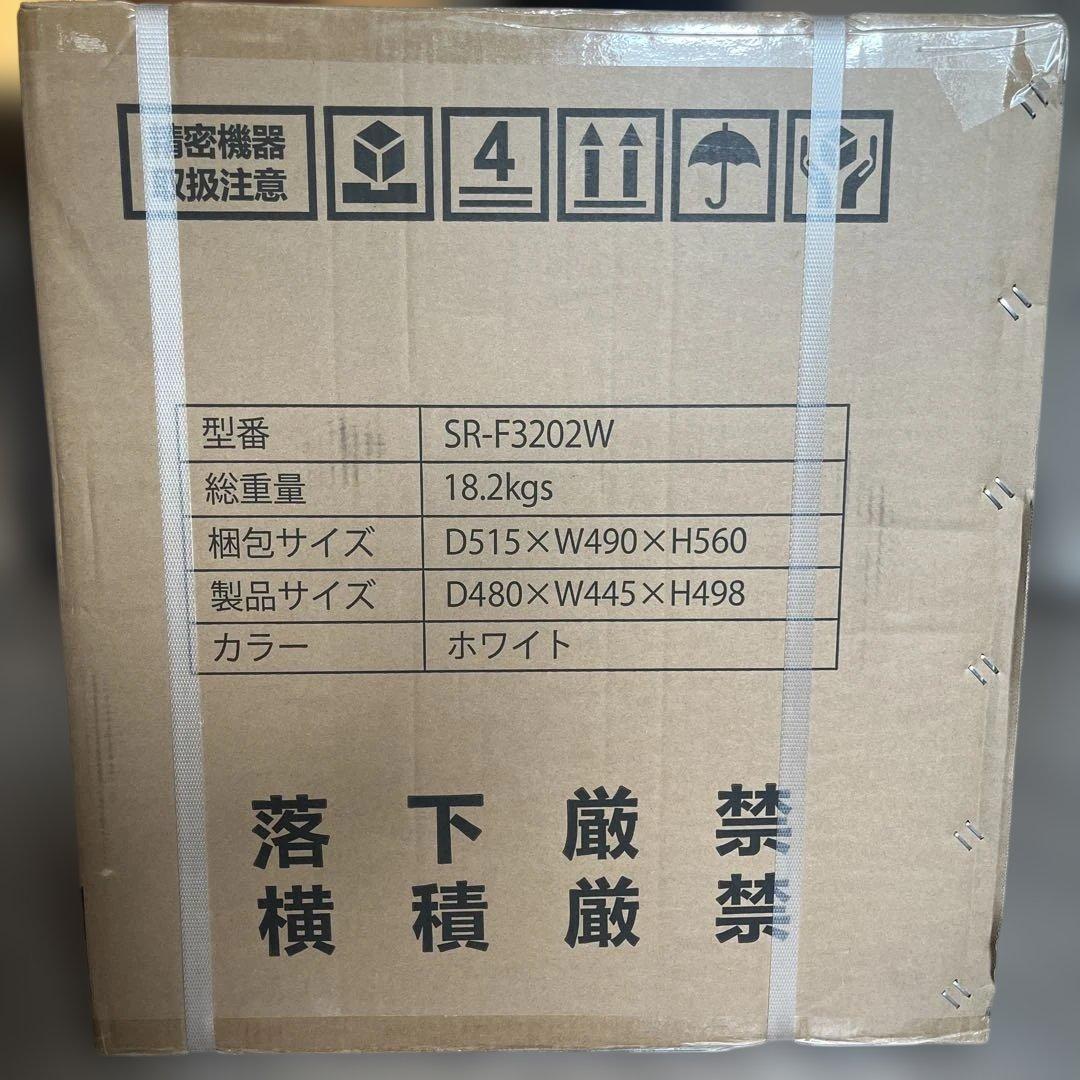 精密機器
取扱注意
4
型番 SR-F3202W
総重量 18.2kgs
梱包サイズ D515×W490×H560
製品サイズ D480×W445×H498
カラー ホワイト
落下厳禁
横積厳禁